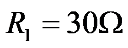 R₁ = 30Ω